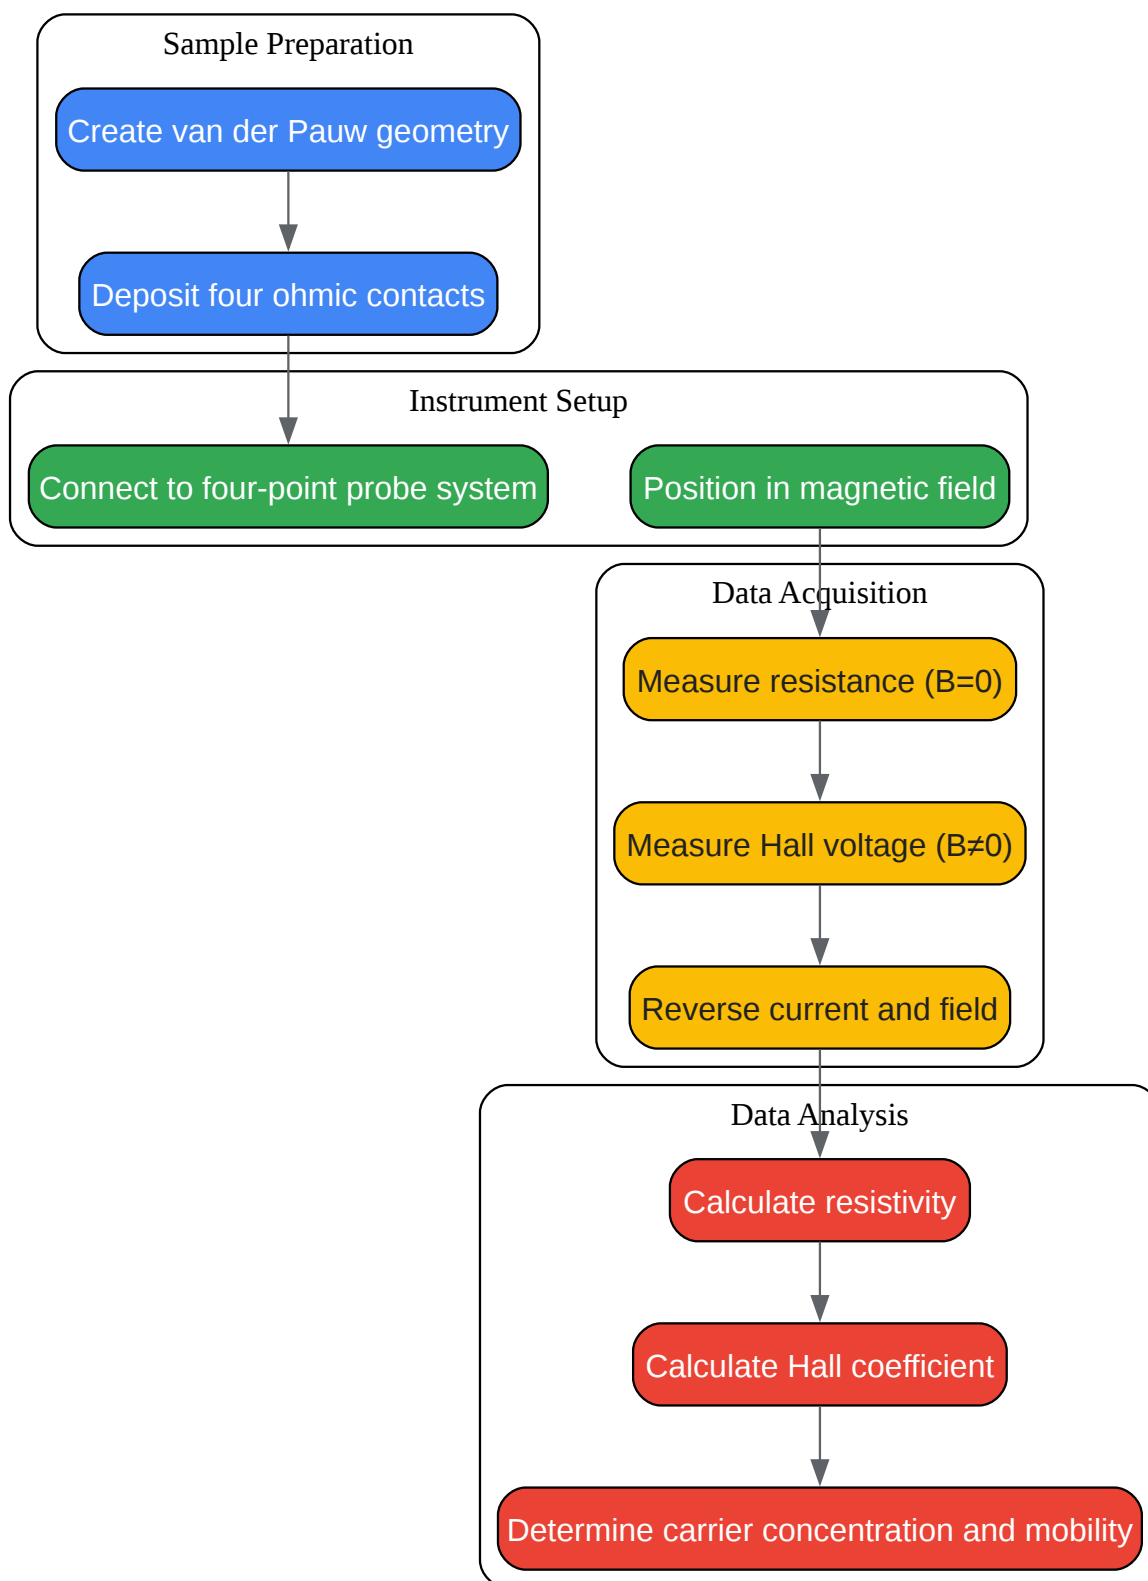 Sample Preparation
Create van der Pauw geometry
Deposit four ohmic contacts
Instrument Setup
Connect to four-point probe system
Position in magnetic field
Data Acquisition
Measure resistance (B=0)
Measure Hall voltage (B≠0)
Reverse current and field
Data Analysis
Calculate resistivity
Calculate Hall coefficient
Determine carrier concentration and mobility